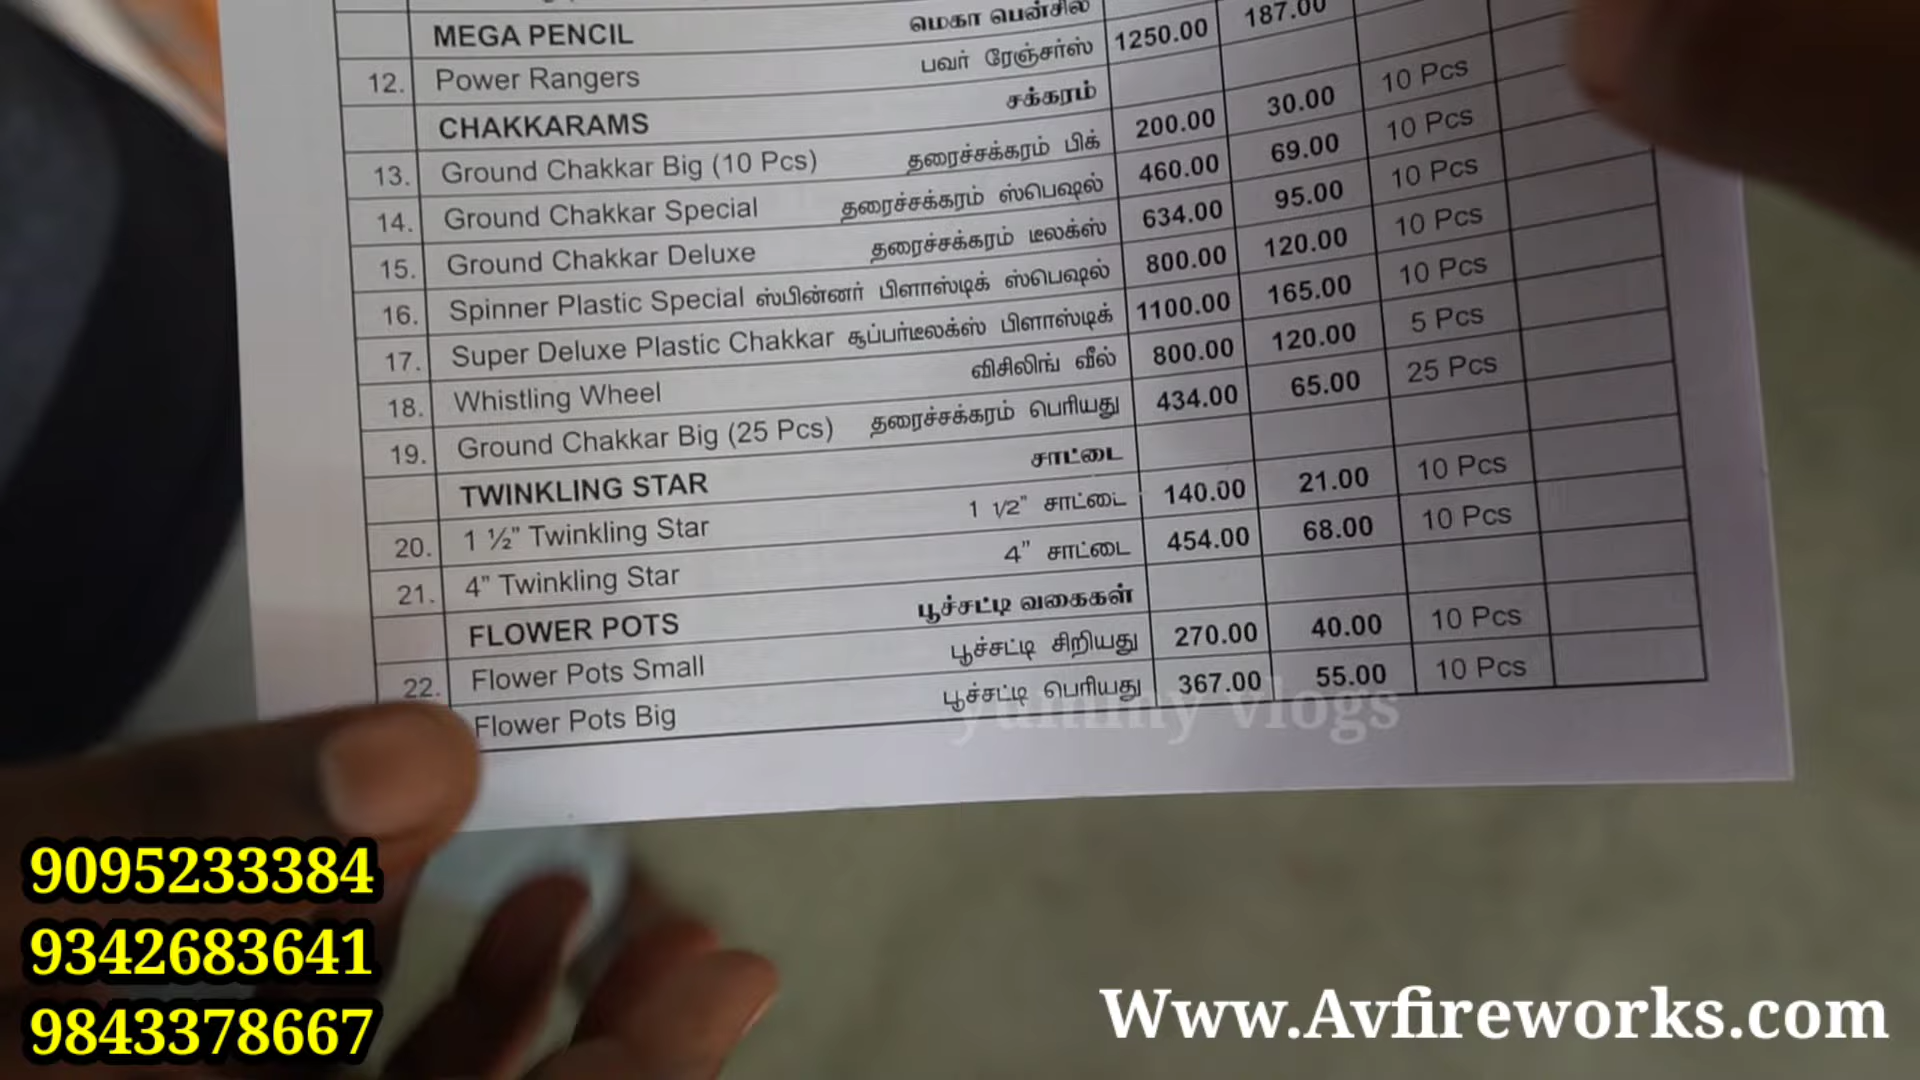 MEGA PENCIL மெகா பென்சில்
12. Power Rangers பவர் ரேஞ்சர்ஸ் 1250.00 187.00
CHAKKARAMS சக்கரம்
13. Ground Chakkar Big (10 Pcs) தரைச்சக்கரம் பிக் 200.00 30.00 10 Pcs
14. Ground Chakkar Special தரைச்சக்கரம் ஸ்பெஷல் 460.00 69.00 10 Pcs
15. Ground Chakkar Deluxe தரைச்சக்கரம் டீலக்ஸ் 634.00 95.00 10 Pcs
16. Spinner Plastic Special ஸ்பின்னர் பிளாஸ்டிக் ஸ்பெஷல் 800.00 120.00 10 Pcs
17. Super Deluxe Plastic Chakkar சூப்பர்டீலக்ஸ் பிளாஸ்டிக் 1100.00 165.00 10 Pcs
18. Whistling Wheel விசிலிங் வீல் 800.00 120.00 5 Pcs
19. Ground Chakkar Big (25 Pcs) தரைச்சக்கரம் பெரியது 434.00 65.00 25 Pcs
TWINKLING STAR சாட்டை
20. 1 ½” Twinkling Star 1 1/2” சாட்டை 140.00 21.00 10 Pcs
21. 4” Twinkling Star 4” சாட்டை 454.00 68.00 10 Pcs
FLOWER POTS பூச்சட்டி வகைகள்
22. Flower Pots Small பூச்சட்டி சிறியது 270.00 40.00 10 Pcs
Flower Pots Big பூச்சட்டி பெரியது 367.00 55.00 10 Pcs
yummy vlogs
9095233384
9342683641
9843378667
Www.Avfireworks.com